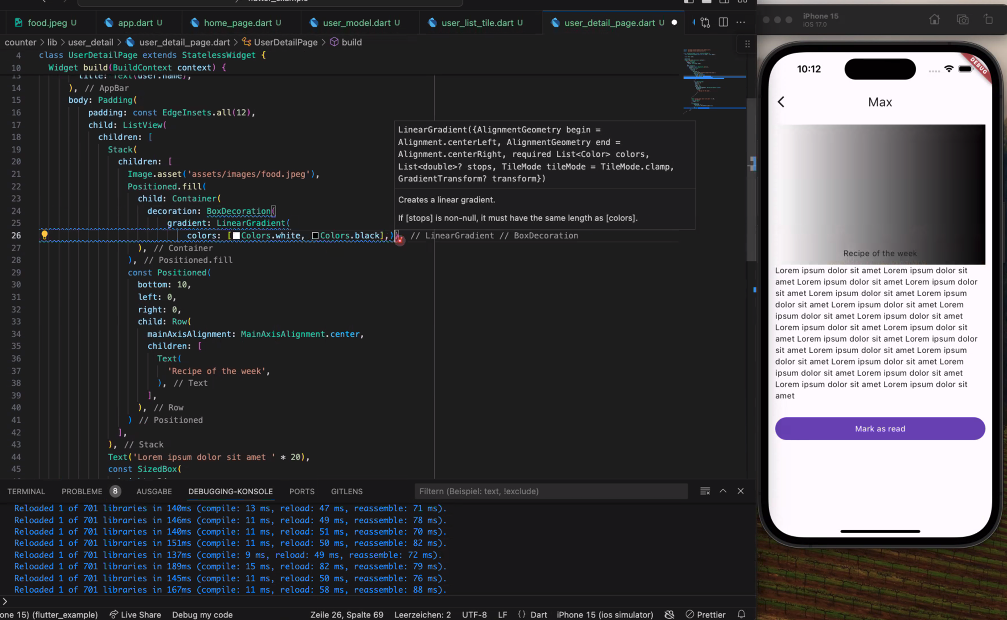 food.jpeg U
app.dart U
home_page.dart U
user_model.dart U
user_list_tile.dart U
user_detail_page.dart U
counter > lib > user_detail > user_detail_page.dart > UserDetailPage > build
4 class UserDetailPage extends StatelessWidget {
10 Widget build(BuildContext context) {
13 title: Text(user.name),
14 ), // AppBar
15 body: Padding(
16 padding: const EdgeInsets.all(12),
17 child: ListView(
18 children: [
19 Stack(
20 children: [
21 Image.asset('assets/images/food.jpeg'),
22 Positioned.fill(
23 child: Container(
24 decoration: BoxDecoration(
25 gradient: LinearGradient(
26 colors: [Colors.white, Colors.black],)) // LinearGradient // BoxDecoration
27 ), // Container
28 ), // Positioned.fill
29 const Positioned(
30 bottom: 10,
31 left: 0,
32 right: 0,
33 child: Row(
34 mainAxisAlignment: MainAxisAlignment.center,
35 children: [
36 Text(
37 'Recipe of the week',
38 ), // Text
39 ],
40 ), // Row
41 ) // Positioned
42 ],
43 ), // Stack
44 Text('Lorem ipsum dolor sit amet ' * 20),
45 const SizedBox(
LinearGradient({AlignmentGeometry begin =
Alignment.centerLeft, AlignmentGeometry end =
Alignment.centerRight, required List<Color> colors,
List<double>? stops, TileMode tileMode = TileMode.clamp,
GradientTransform? transform})
Creates a linear gradient.
If [stops] is non-null, it must have the same length as [colors].
TERMINAL PROBLEME 8 AUSGABE DEBUGGING-KONSOLE PORTS GITLENS
Filtern (Beispiel: text, !exclude)
Reloaded 1 of 701 libraries in 140ms (compile: 13 ms, reload: 47 ms, reassemble: 71 ms).
Reloaded 1 of 701 libraries in 146ms (compile: 11 ms, reload: 49 ms, reassemble: 78 ms).
Reloaded 1 of 701 libraries in 140ms (compile: 11 ms, reload: 51 ms, reassemble: 70 ms).
Reloaded 1 of 701 libraries in 151ms (compile: 11 ms, reload: 50 ms, reassemble: 82 ms).
Reloaded 1 of 701 libraries in 137ms (compile: 9 ms, reload: 49 ms, reassemble: 72 ms).
Reloaded 1 of 701 libraries in 189ms (compile: 15 ms, reload: 82 ms, reassemble: 79 ms).
Reloaded 1 of 701 libraries in 145ms (compile: 11 ms, reload: 50 ms, reassemble: 76 ms).
Reloaded 1 of 701 libraries in 167ms (compile: 11 ms, reload: 58 ms, reassemble: 88 ms).
>
one 15) (flutter_example) Live Share Debug my code Zeile 26, Spalte 69 Leerzeichen: 2 UTF-8 LF {} Dart iPhone 15 (ios simulator) Prettier
iPhone 15
iOS 17.0
10:12
DEBUG
Max
Recipe of the week
Lorem ipsum dolor sit amet Lorem ipsum dolor sit
amet Lorem ipsum dolor sit amet Lorem ipsum dolor
sit amet Lorem ipsum dolor sit amet Lorem ipsum
dolor sit amet Lorem ipsum dolor sit amet Lorem
ipsum dolor sit amet Lorem ipsum dolor sit amet
Lorem ipsum dolor sit amet Lorem ipsum dolor sit
amet Lorem ipsum dolor sit amet Lorem ipsum dolor
sit amet Lorem ipsum dolor sit amet Lorem ipsum
dolor sit amet Lorem ipsum dolor sit amet Lorem
ipsum dolor sit amet Lorem ipsum dolor sit amet
Lorem ipsum dolor sit amet Lorem ipsum dolor sit
amet
Mark as read